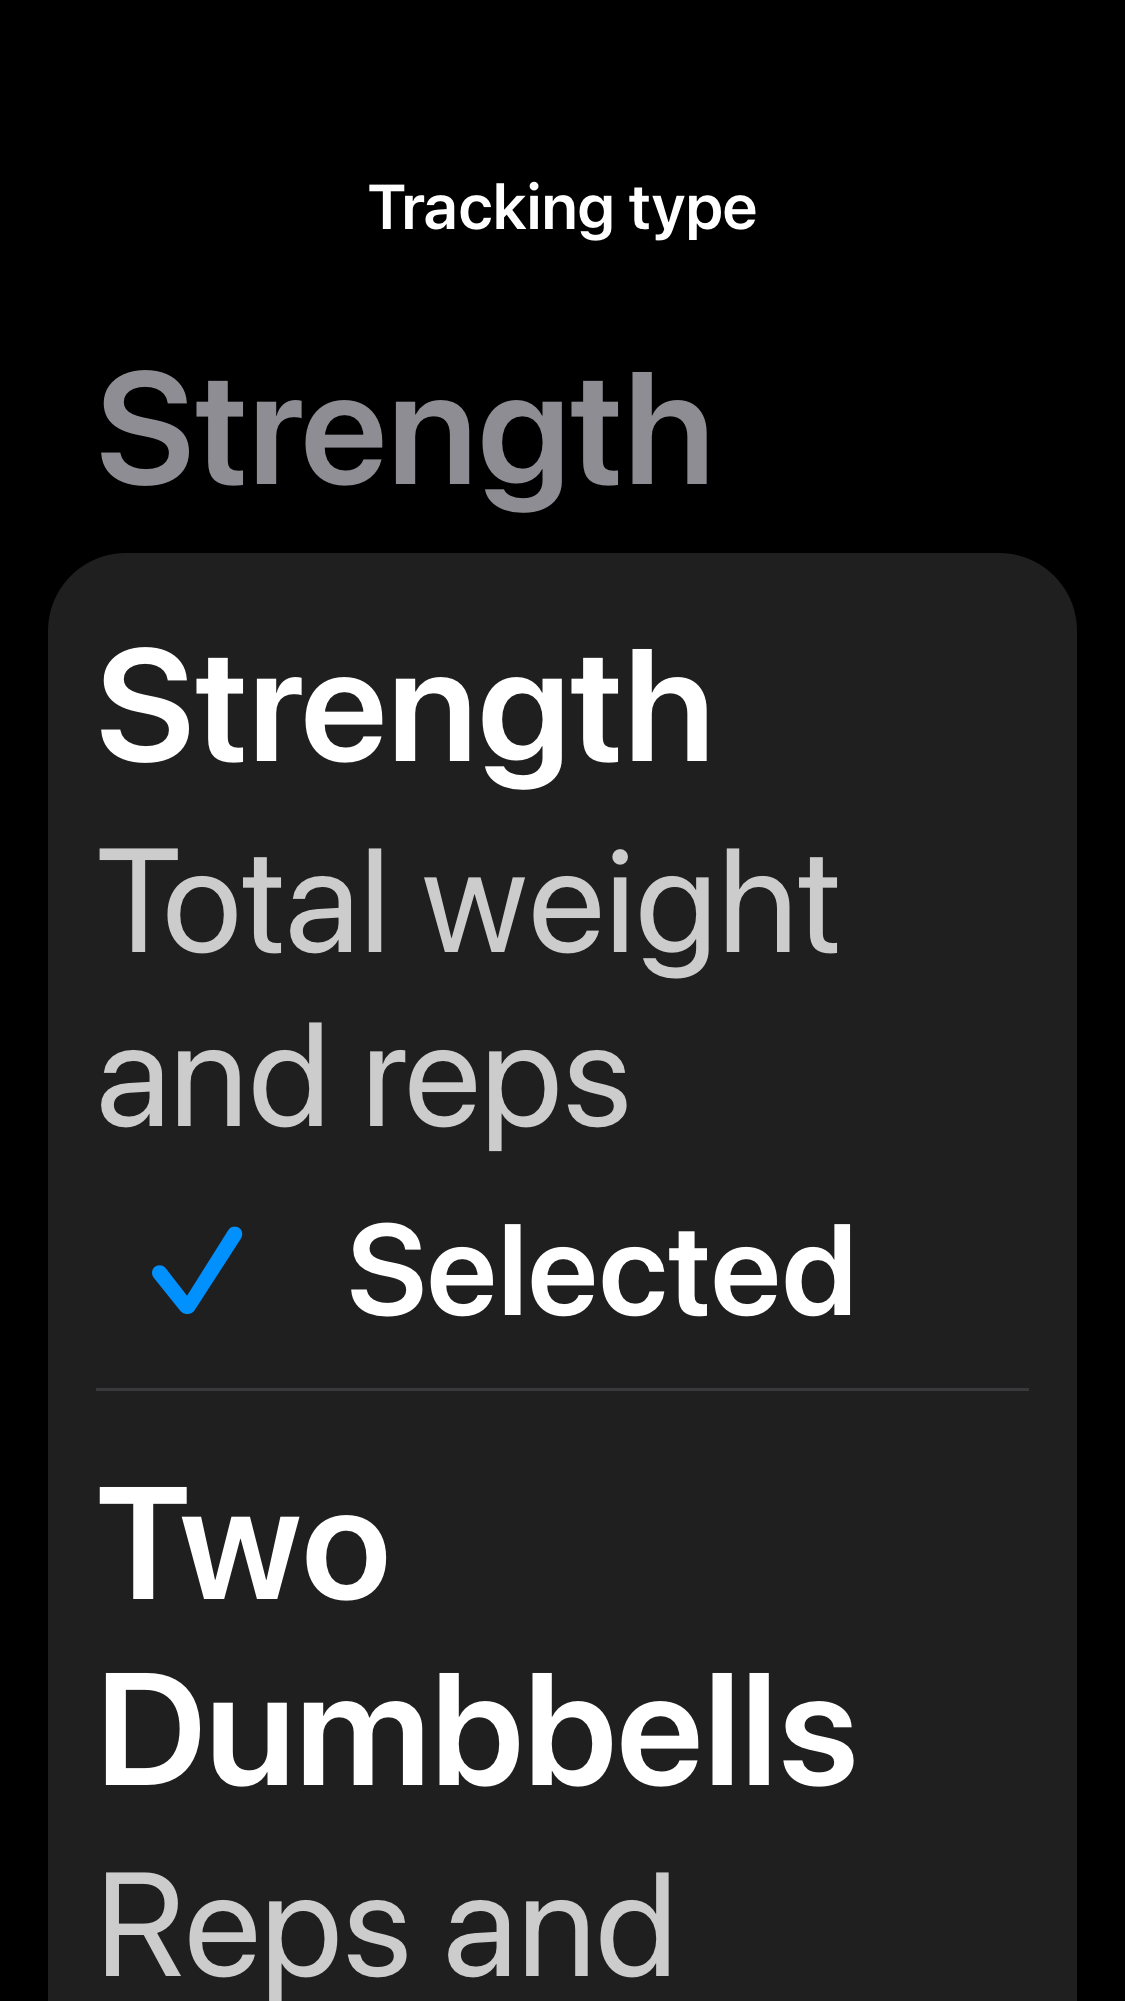 Tracking type
Strength
Strength
Total weight
and reps
Selected
Two
Dumbbells
Reps and